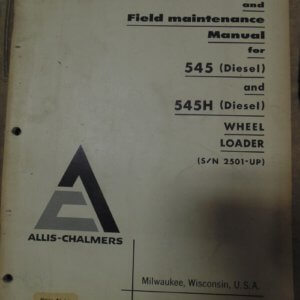 and
Field maintenance
Manual
for
545 (Diesel)
and
545H (Diesel)
WHEEL
LOADER
(S/N 2501-UP)
ALLIS-CHALMERS
Milwaukee, Wisconsin, U.S.A.